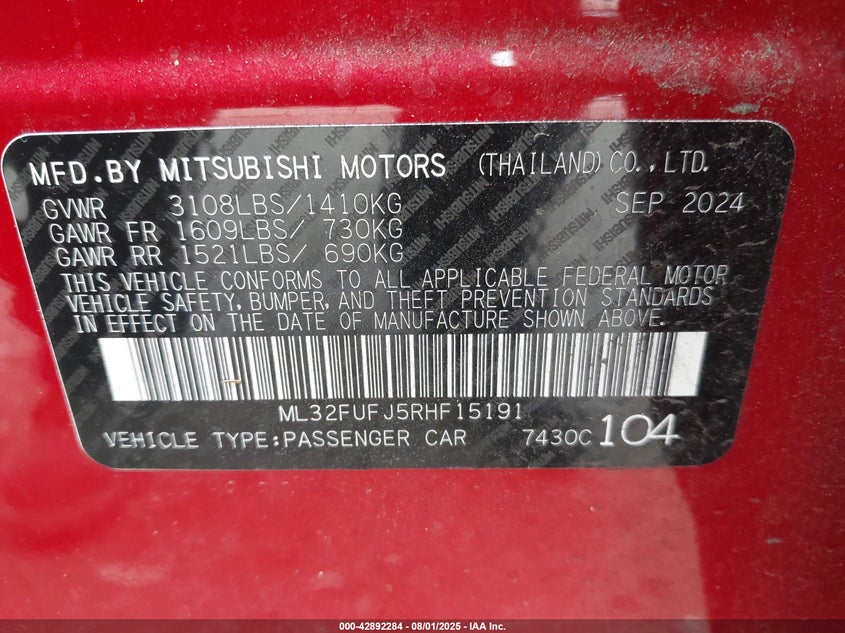 MFD.BY MITSUBISHI MOTORS (THAILAND)CO.,LTD.
GVWR 3108LBS/1410KG SEP 2024
GAWR FR 1609LBS/ 730KG
GAWR RR 1521LBS/ 690KG
THIS VEHICLE CONFORMS TO ALL APPLICABLE FEDERAL MOTOR
VEHICLE SAFETY, BUMPER, AND THEFT PREVENTION STANDARDS
IN EFFECT ON THE DATE OF MANUFACTURE SHOWN ABOVE.
ML32FUFJ5RHF15191
VEHICLE TYPE:PASSENGER CAR 7430C 104
000-42892284 - 08/01/2025 - IAA Inc.